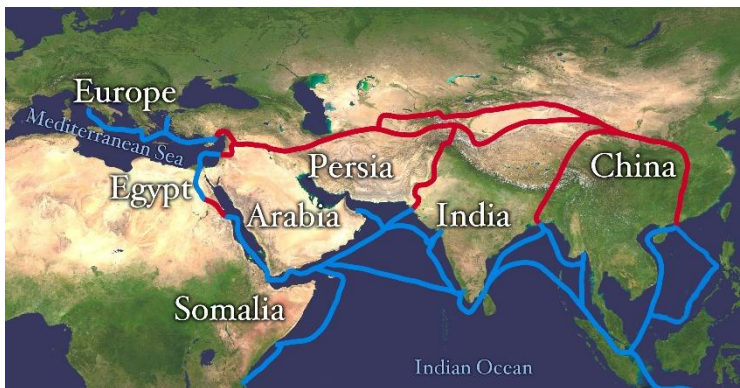 Europe
Mediterranean Sea
Egypt
Persia
China
Arabia
India
Somalia
Indian Ocean